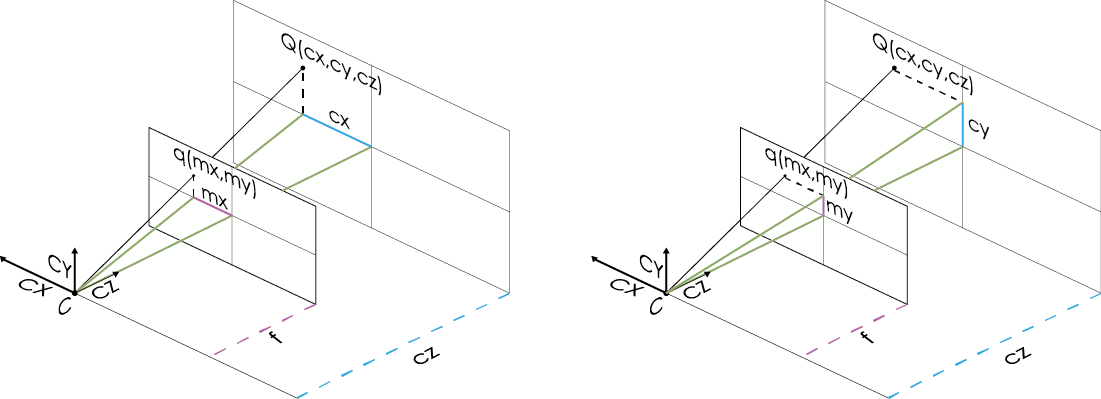 Q(cx,cy,cz)
cx
q(mx,my)
mx
CY
CX
CZ
C
f
cz
Q(cx,cy,cz)
cy
q(mx,my)
my
CY
CX
CZ
C
f
cz